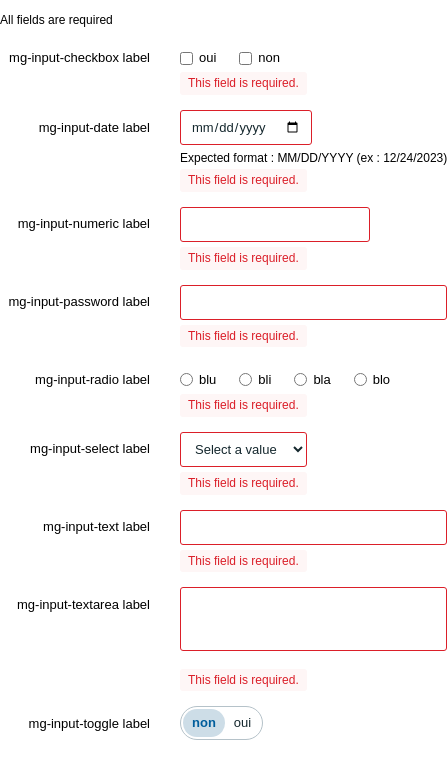 All fields are required
mg-input-checkbox label oui non
This field is required.
mg-input-date label mm/dd/yyyy
Expected format : MM/DD/YYYY (ex : 12/24/2023)
This field is required.
mg-input-numeric label
This field is required.
mg-input-password label
This field is required.
mg-input-radio label blu bli bla blo
This field is required.
mg-input-select label Select a value
This field is required.
mg-input-text label
This field is required.
mg-input-textarea label
This field is required.
mg-input-toggle label non oui